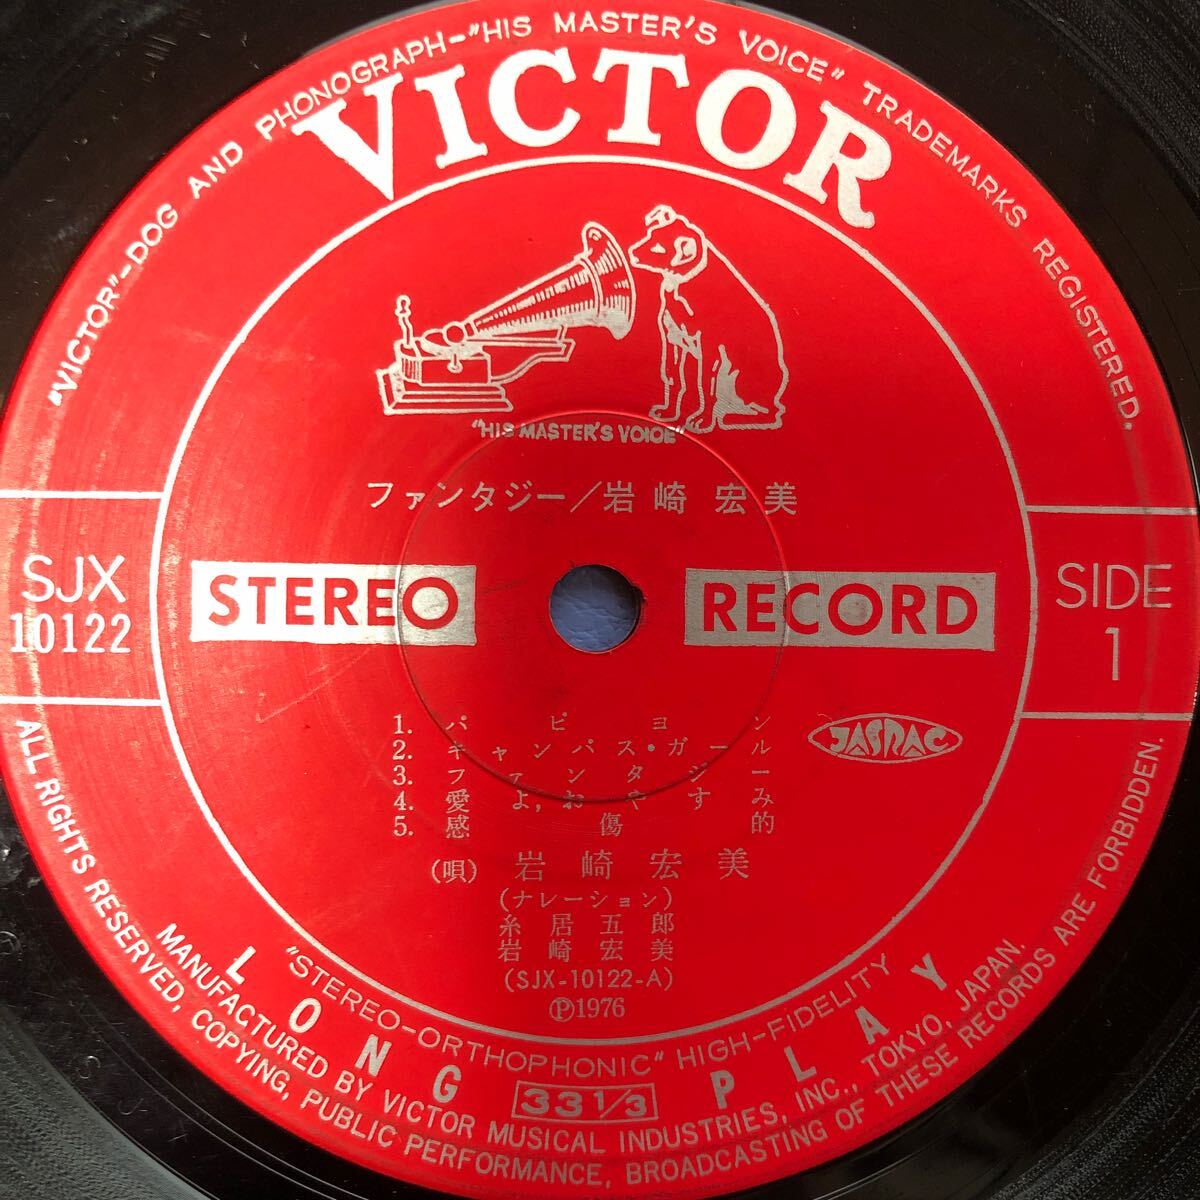 "VICTOR"-DOG AND PHONOGRAPH-"HIS MASTER'S VOICE" TRADEMARKS REGISTERED.
VICTOR
"HIS MASTER'S VOICE"
ファンタジー/岩崎宏美
SJX
10122
STEREO RECORD
SIDE
1
1. パピヨン
2. キャンパス・ガール
3. ファンタジー
4. 愛よ,おやすみ
5. 感傷的
JASRAC
(唄) 岩崎宏美
(ナレーション)
糸居五郎
岩崎宏美
(SJX-10122-A)
Ⓟ1976
"STEREO-ORTHOPHONIC" HIGH-FIDELITY
LONG 33 1/3 PLAY
MANUFACTURED BY VICTOR MUSICAL INDUSTRIES, INC., TOKYO, JAPAN.
ALL RIGHTS RESERVED, COPYING, PUBLIC PERFORMANCE, BROADCASTING OF THESE RECORDS ARE FORBIDDEN.